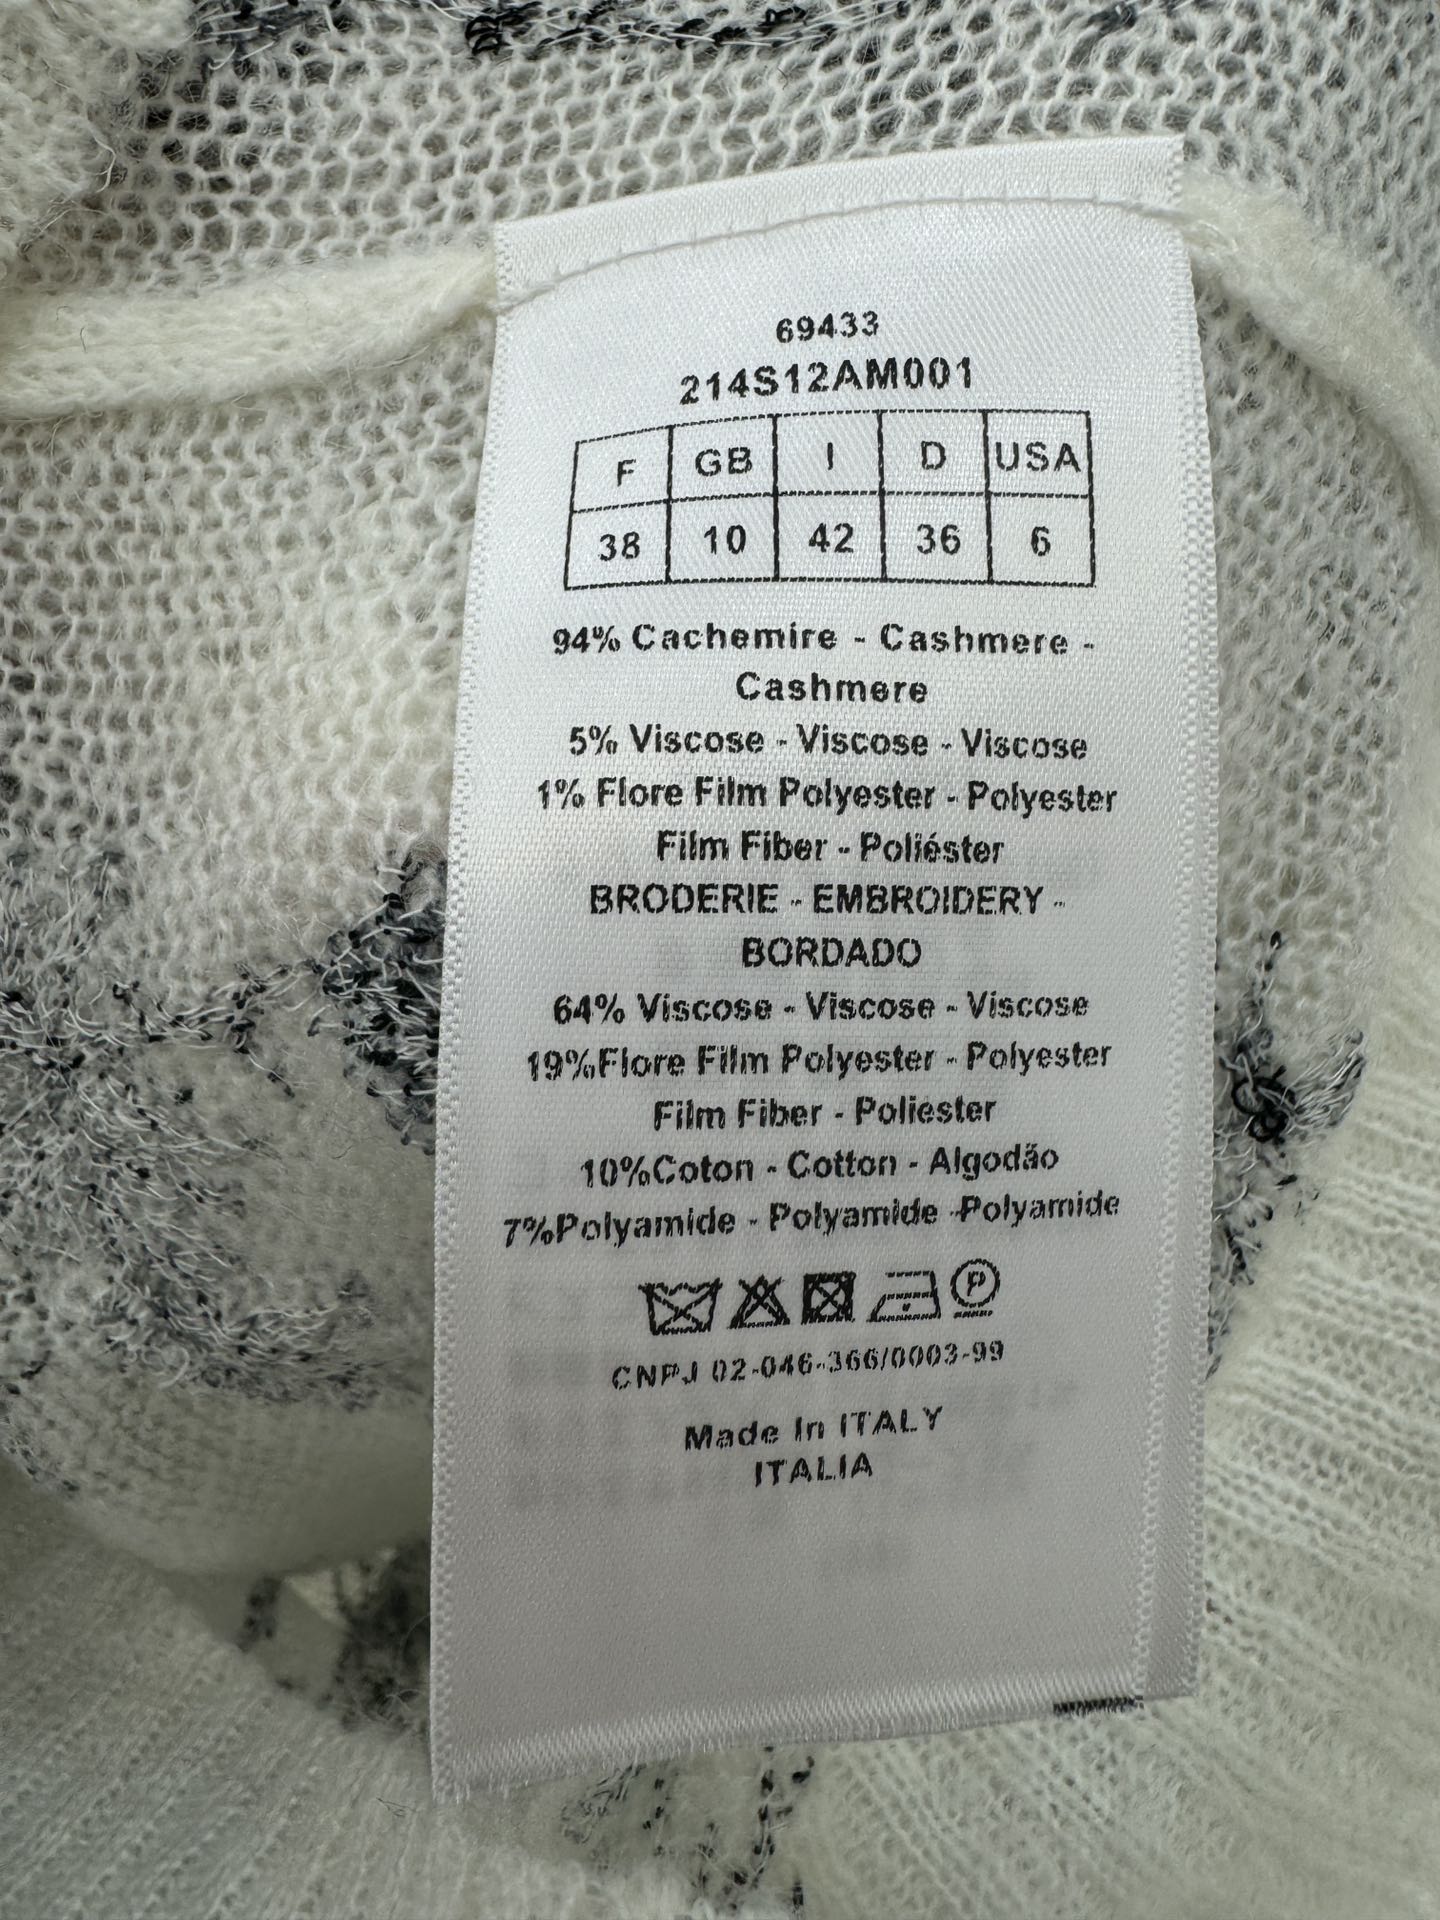 69433
214S12AM001
F GB I D USA
38 10 42 36 6
94% Cachemire - Cashmere -
Cashmere
5% Viscose - Viscose - Viscose
1% Flore Film Polyester - Polyester
Film Fiber - Poliéster
BRODERIE - EMBROIDERY -
BORDADO
64% Viscose - Viscose - Viscose
19%Flore Film Polyester - Polyester
Film Fiber - Poliester
10%Coton - Cotton - Algodão
7%Polyamide - Polyamide -Polyamide
P
CNPJ 02-046-366/0003-99
Made In ITALY
ITALIA